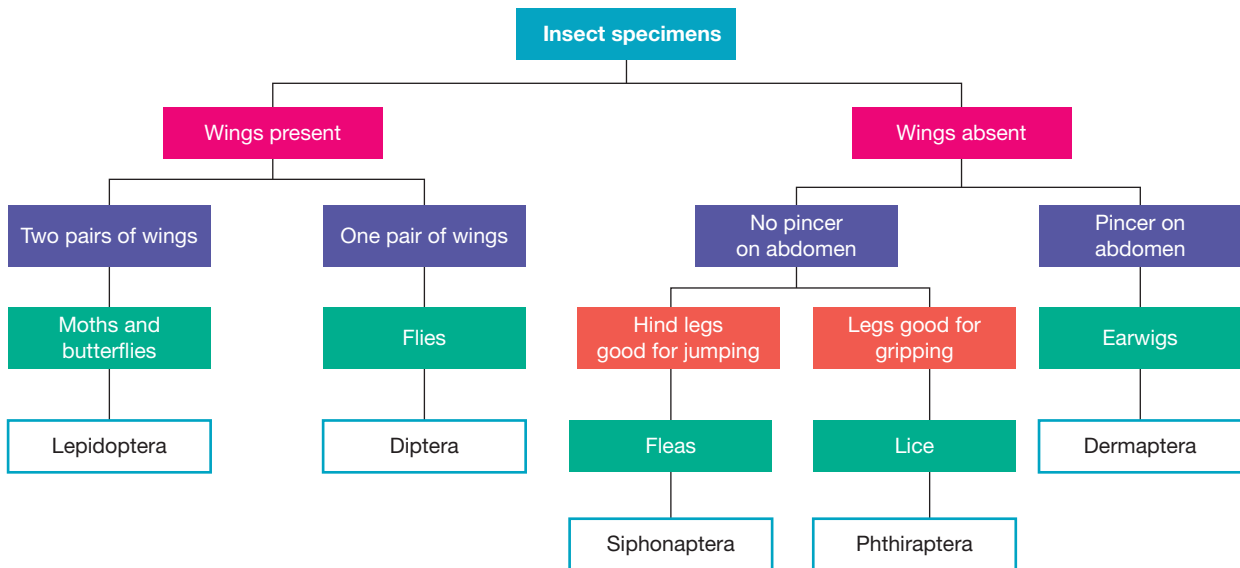 Insect specimens
Wings present
Wings absent
Two pairs of wings
One pair of wings
No pincer
on abdomen
Pincer on
abdomen
Moths and
butterflies
Flies
Hind legs
good for jumping
Legs good for
gripping
Earwigs
Lepidoptera
Diptera
Fleas
Lice
Dermaptera
Siphonaptera
Phthiraptera